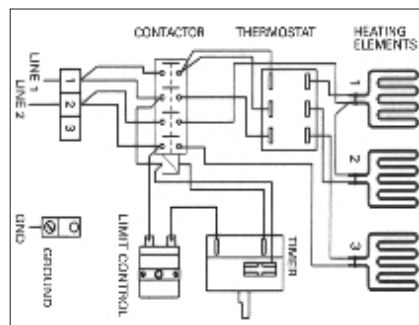 CONTACTOR
THERMOSTAT
HEATING
ELEMENTS
LINE 1
LINE 2
1
2
3
1
2
3
GND
GROUND
LIMIT CONTROL
TIMER